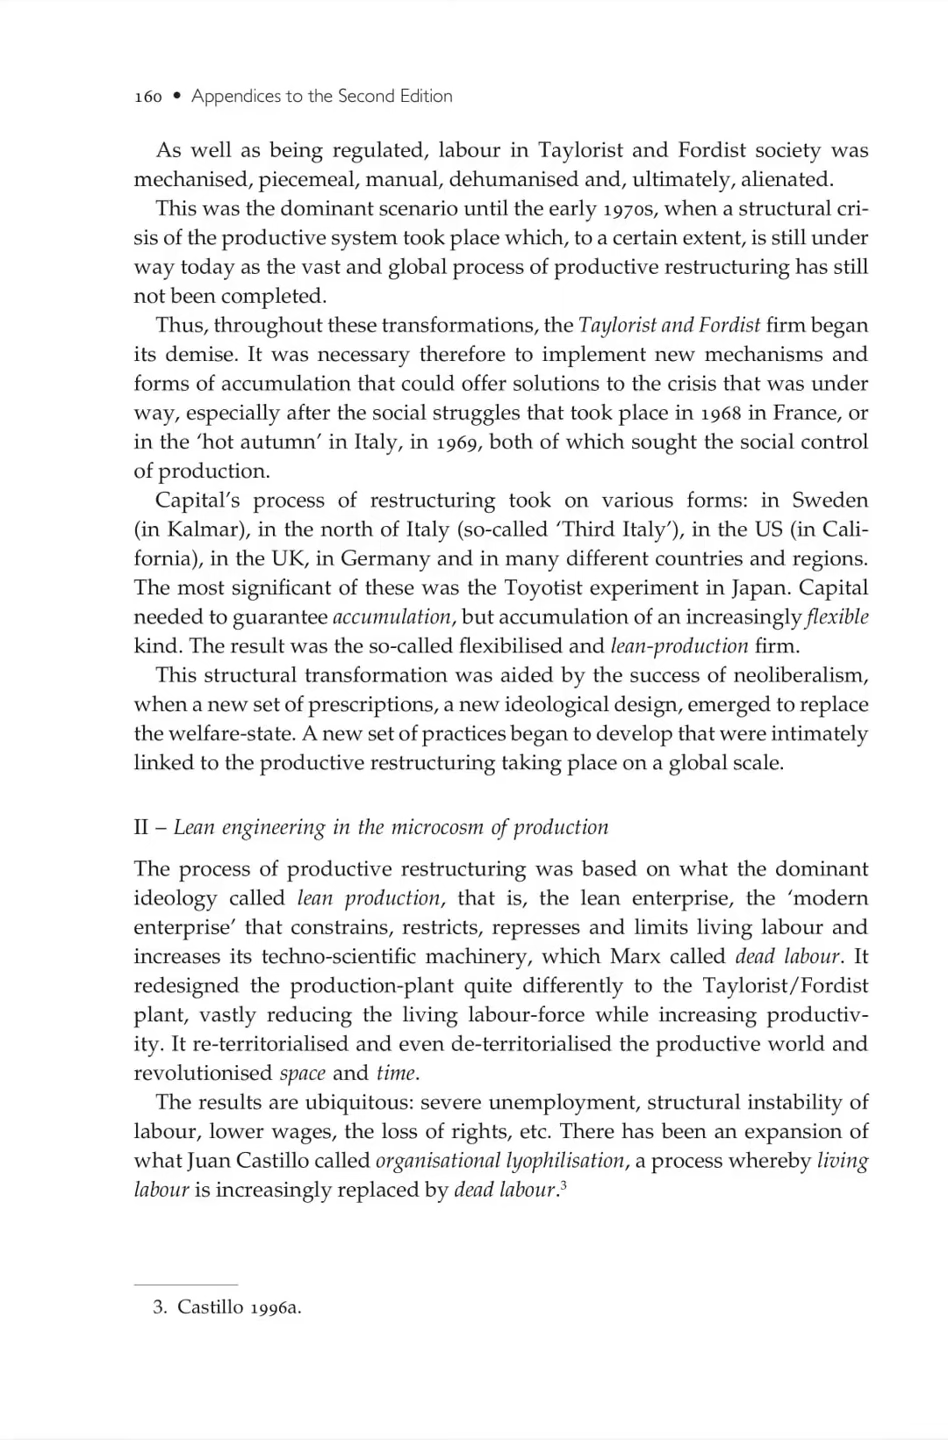 160 • Appendices to the Second Edition
As well as being regulated, labour in Taylorist and Fordist society was
mechanised, piecemeal, manual, dehumanised and, ultimately, alienated.
This was the dominant scenario until the early 1970s, when a structural cri-
sis of the productive system took place which, to a certain extent, is still under
way today as the vast and global process of productive restructuring has still
not been completed.
Thus, throughout these transformations, the Taylorist and Fordist firm began
its demise. It was necessary therefore to implement new mechanisms and
forms of accumulation that could offer solutions to the crisis that was under
way, especially after the social struggles that took place in 1968 in France, or
in the ‘hot autumn’ in Italy, in 1969, both of which sought the social control
of production.
Capital’s process of restructuring took on various forms: in Sweden
(in Kalmar), in the north of Italy (so-called ‘Third Italy’), in the US (in Cali-
fornia), in the UK, in Germany and in many different countries and regions.
The most significant of these was the Toyotist experiment in Japan. Capital
needed to guarantee accumulation, but accumulation of an increasingly flexible
kind. The result was the so-called flexibilised and lean-production firm.
This structural transformation was aided by the success of neoliberalism,
when a new set of prescriptions, a new ideological design, emerged to replace
the welfare-state. A new set of practices began to develop that were intimately
linked to the productive restructuring taking place on a global scale.
II – Lean engineering in the microcosm of production
The process of productive restructuring was based on what the dominant
ideology called lean production, that is, the lean enterprise, the ‘modern
enterprise’ that constrains, restricts, represses and limits living labour and
increases its techno-scientific machinery, which Marx called dead labour. It
redesigned the production-plant quite differently to the Taylorist/Fordist
plant, vastly reducing the living labour-force while increasing productiv-
ity. It re-territorialised and even de-territorialised the productive world and
revolutionised space and time.
The results are ubiquitous: severe unemployment, structural instability of
labour, lower wages, the loss of rights, etc. There has been an expansion of
what Juan Castillo called organisational lyophilisation, a process whereby living
labour is increasingly replaced by dead labour.³
3. Castillo 1996a.